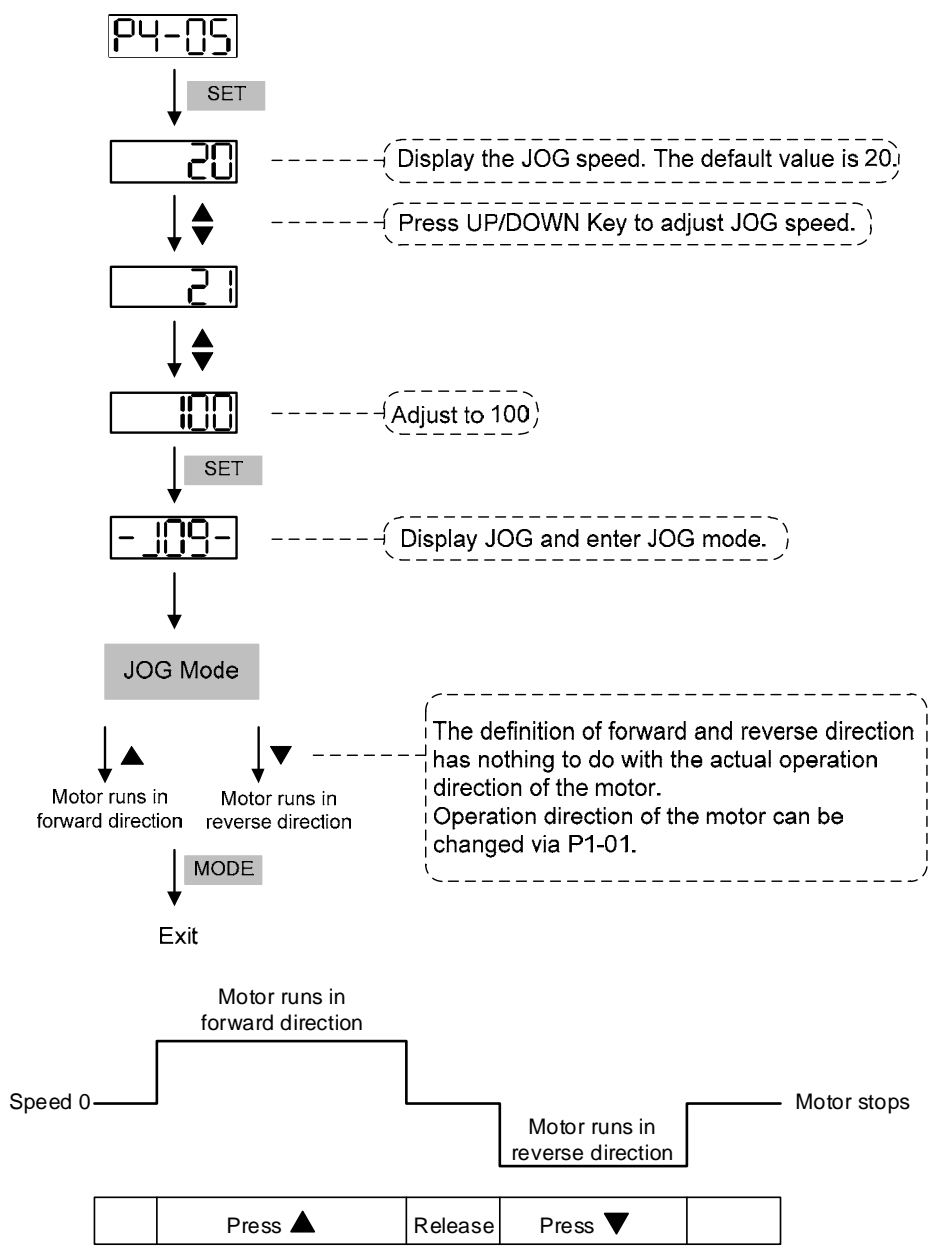 P4-05
SET
20
Display the JOG speed. The default value is 20.
Press UP/DOWN Key to adjust JOG speed.
21
100
Adjust to 100
SET
-JOG-
Display JOG and enter JOG mode.
JOG Mode
The definition of forward and reverse direction
has nothing to do with the actual operation
direction of the motor.
Operation direction of the motor can be
changed via P1-01.
Motor runs in
forward direction
Motor runs in
reverse direction
MODE
Exit
Motor runs in
forward direction
Speed 0
Motor stops
Motor runs in
reverse direction
Press ▲
Release
Press ▼